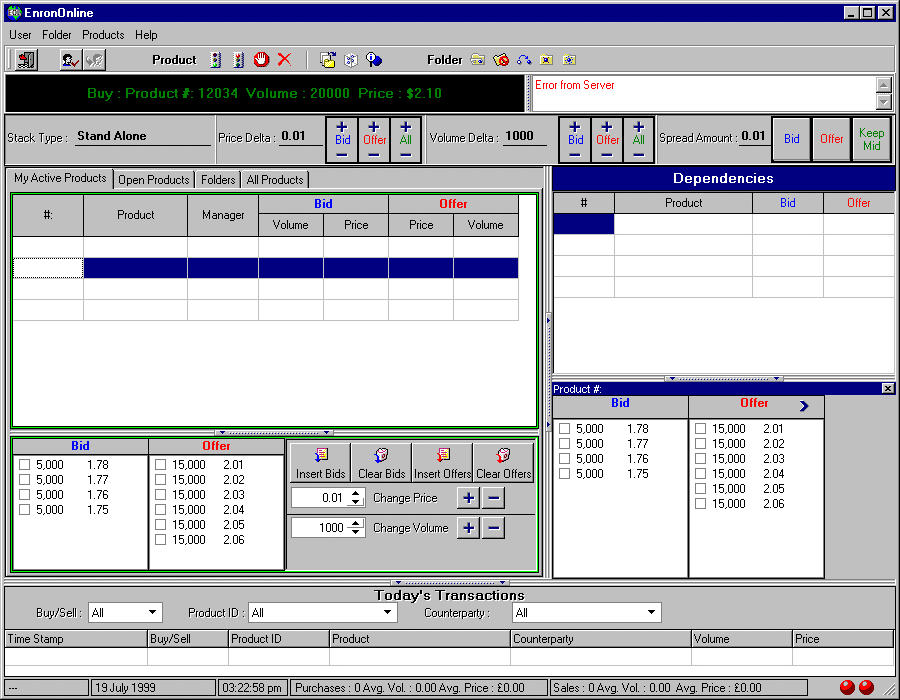 EnronOnline
User Folder Products Help
Product Folder
Buy : Product #: 12034 Volume : 20000 Price : $2.10
Error from Server
Stack Type : Stand Alone Price Delta : 0.01 + Bid − + Offer − + All − Volume Delta : 1000 + Bid − + Offer − + All − Spread Amount : 0.01 Bid Offer Keep Mid
My Active Products Open Products Folders All Products
#: Product Manager Bid Offer
Volume Price Price Volume
Dependencies
# Product Bid Offer
Product #:
Bid Offer
5,000 1.78 15,000 2.01
5,000 1.77 15,000 2.02
5,000 1.76 15,000 2.03
5,000 1.75 15,000 2.04
15,000 2.05
15,000 2.06
Bid Offer
5,000 1.78 15,000 2.01
5,000 1.77 15,000 2.02
5,000 1.76 15,000 2.03
5,000 1.75 15,000 2.04
15,000 2.05
15,000 2.06
Insert Bids Clear Bids Insert Offers Clear Offers
0.01 Change Price + −
1000 Change Volume + −
Today's Transactions
Buy/Sell : All Product ID : All Counterparty : All
Time Stamp Buy/Sell Product ID Product Counterparty Volume Price
--- 19 July 1999 03:22:58 pm Purchases : 0 Avg. Vol. : 0.00 Avg. Price : £0.00 Sales : 0 Avg. Vol. : 0.00 Avg. Price : £0.00